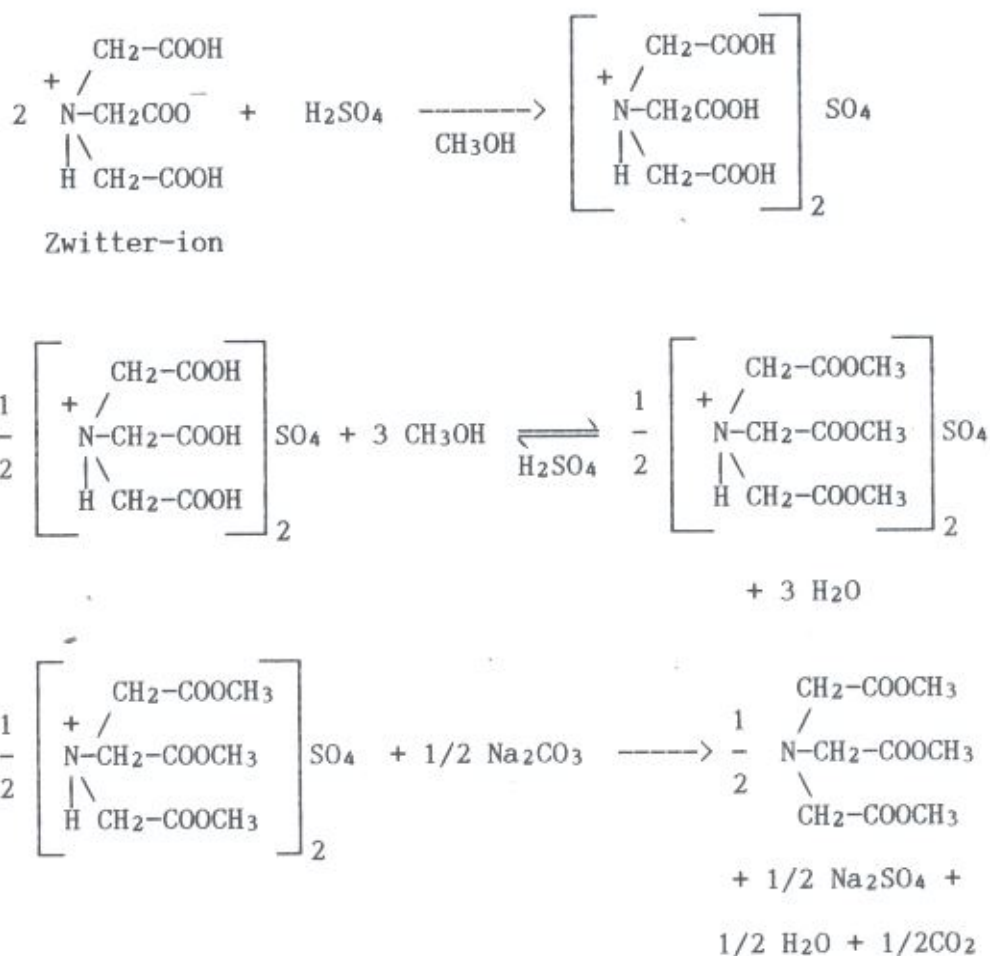 CH2-COOH
+ /
2 N-CH2COO⁻ + H2SO4 ------->
CH3OH
|\
H CH2-COOH
Zwitter-ion
CH2-COOH
+ /
N-CH2COOH SO4
|\
H CH2-COOH
2
CH2-COOH
1 + /
- N-CH2-COOH SO4 + 3 CH3OH ⇌
2 |\ H2SO4
H CH2-COOH
2
CH2-COOCH3
1 + /
- N-CH2-COOCH3 SO4
2 |\
H CH2-COOCH3
2
+ 3 H2O
CH2-COOCH3
1 + /
- N-CH2-COOCH3 SO4 + 1/2 Na2CO3 ----->
2 |\
H CH2-COOCH3
2
CH2-COOCH3
1 /
- N-CH2-COOCH3
2 \
CH2-COOCH3
+ 1/2 Na2SO4 +
1/2 H2O + 1/2CO2